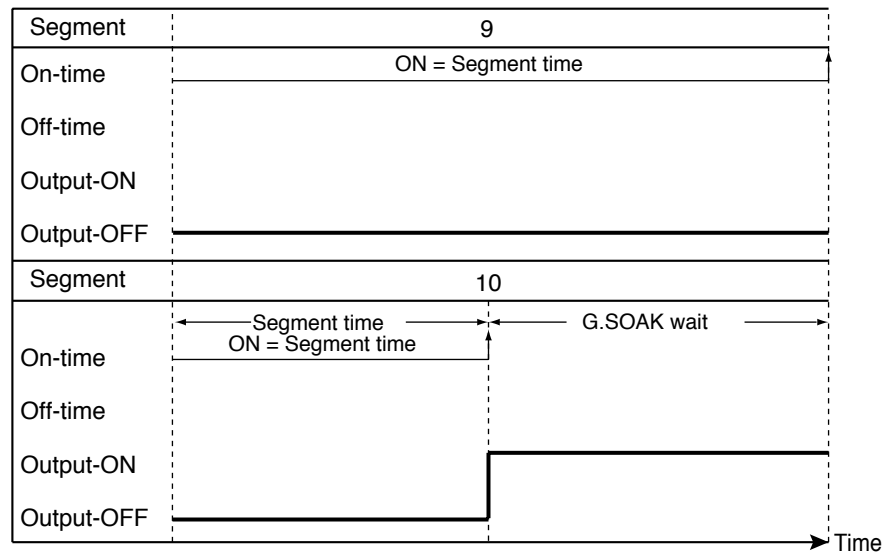 Segment 9
On-time ON = Segment time
Off-time
Output-ON
Output-OFF
Segment 10
Segment time G.SOAK wait
ON = Segment time
On-time
Off-time
Output-ON
Output-OFF
Time